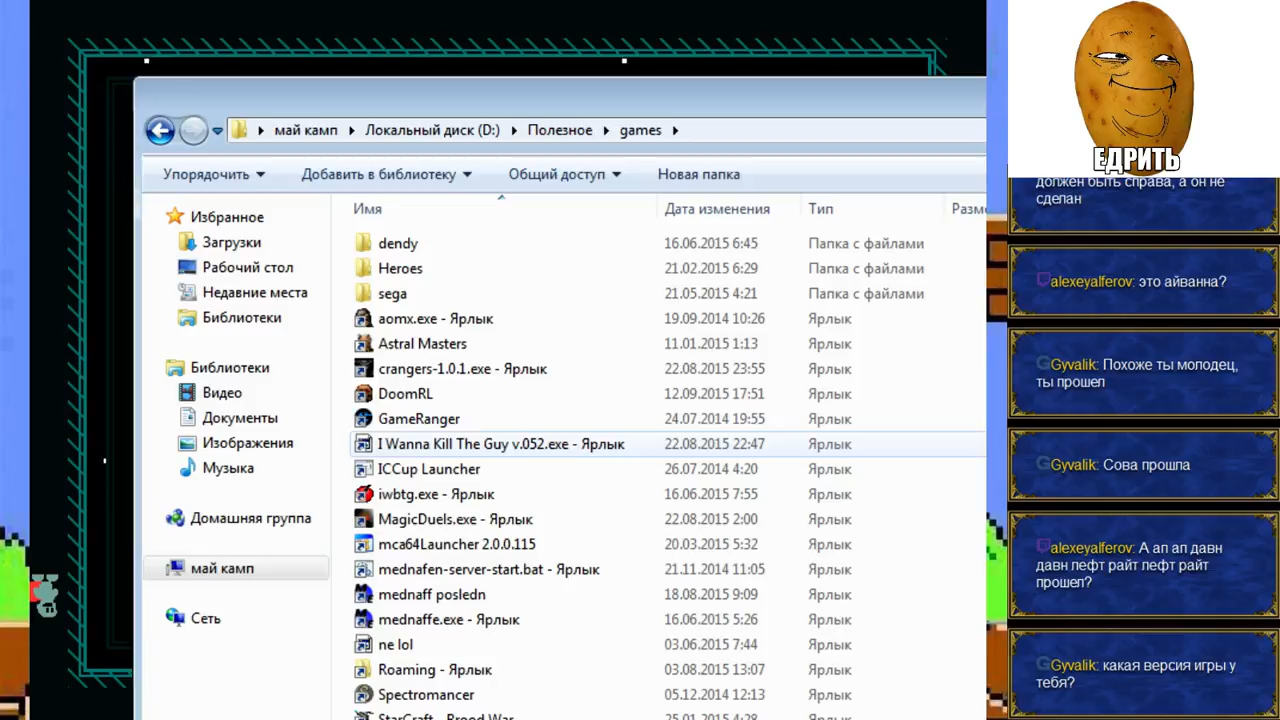 май камп Локальный диск (D:) Полезное games
Упорядочить Добавить в библиотеку Общий доступ Новая папка
Избранное
Загрузки
Рабочий стол
Недавние места
Библиотеки
Библиотеки
Видео
Документы
Изображения
Музыка
Домашняя группа
май камп
Сеть
Имя Дата изменения Тип
dendy 16.06.2015 6:45 Папка с файлами
Heroes 21.02.2015 6:29 Папка с файлами
sega 21.05.2015 4:21 Папка с файлами
aomx.exe - Ярлык 19.09.2014 10:26 Ярлык
Astral Masters 11.01.2015 1:13 Ярлык
crangers-1.0.1.exe - Ярлык 22.08.2015 23:55 Ярлык
DoomRL 12.09.2015 17:51 Ярлык
GameRanger 24.07.2014 19:55 Ярлык
I Wanna Kill The Guy v.052.exe - Ярлык 22.08.2015 22:47 Ярлык
ICCup Launcher 26.07.2014 4:20 Ярлык
iwbtg.exe - Ярлык 16.06.2015 7:55 Ярлык
MagicDuels.exe - Ярлык 22.08.2015 2:00 Ярлык
mca64Launcher 2.0.0.115 20.03.2015 5:32 Ярлык
mednafen-server-start.bat - Ярлык 21.11.2014 11:05 Ярлык
mednaff posledn 18.08.2015 9:09 Ярлык
mednaffe.exe - Ярлык 16.06.2015 5:26 Ярлык
ne lol 03.06.2015 7:44 Ярлык
Roaming - Ярлык 03.08.2015 13:07 Ярлык
Spectromancer 05.12.2014 12:13 Ярлык
StarCraft - Brood War 25.01.2015 4:28 Ярлык
ЕДРИТЬ
должен быть справа, а он не
сделан
alexeyalferov: это айванна?
Gyvalik: Похоже ты молодец,
ты прошел
Gyvalik: Сова прошла
alexeyalferov: А ап ап давн
давн лефт райт лефт райт
прошел?
Gyvalik: какая версия игры у
тебя?